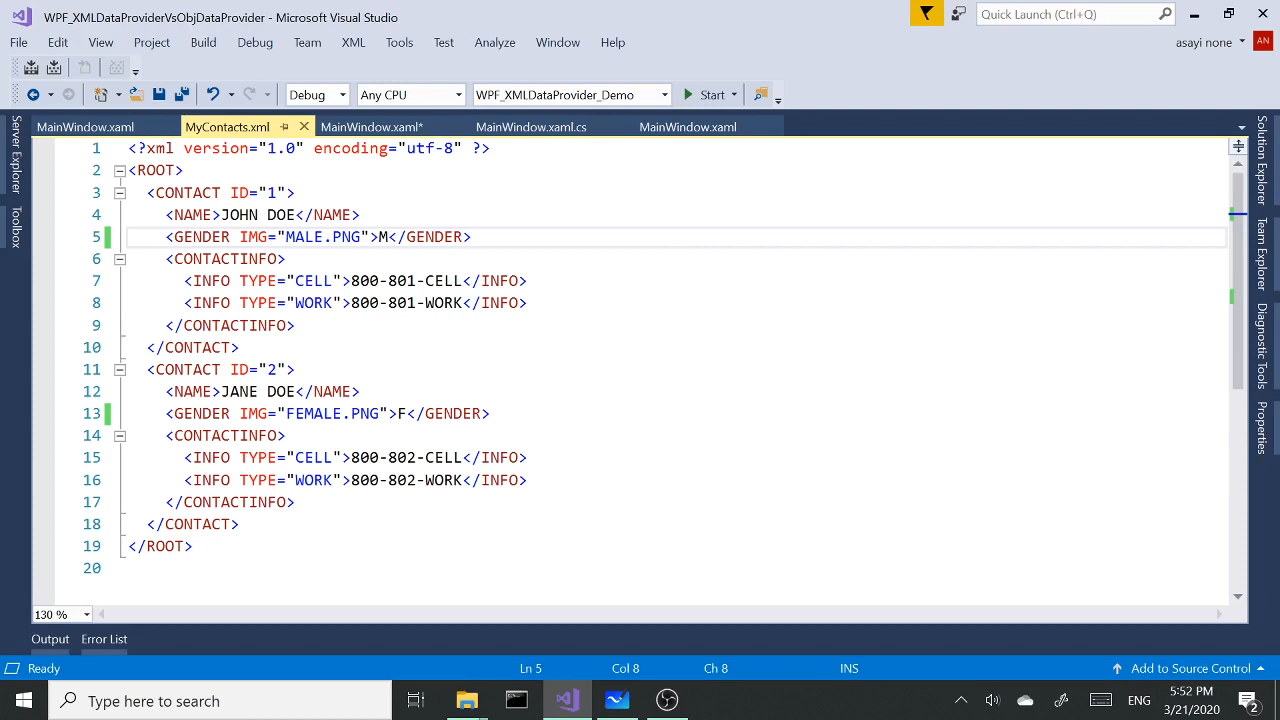 WPF_XMLDataProviderVsObjDataProvider - Microsoft Visual Studio
Quick Launch (Ctrl+Q)
File Edit View Project Build Debug Team XML Tools Test Analyze Window Help
asayi none AN
Debug Any CPU WPF_XMLDataProvider_Demo Start
MainWindow.xaml MyContacts.xml MainWindow.xaml* MainWindow.xaml.cs MainWindow.xaml
Server Explorer
Toolbox
1 <?xml version="1.0" encoding="utf-8" ?>
2 <ROOT>
3 <CONTACT ID="1">
4 <NAME>JOHN DOE</NAME>
5 <GENDER IMG="MALE.PNG">M</GENDER>
6 <CONTACTINFO>
7 <INFO TYPE="CELL">800-801-CELL</INFO>
8 <INFO TYPE="WORK">800-801-WORK</INFO>
9 </CONTACTINFO>
10 </CONTACT>
11 <CONTACT ID="2">
12 <NAME>JANE DOE</NAME>
13 <GENDER IMG="FEMALE.PNG">F</GENDER>
14 <CONTACTINFO>
15 <INFO TYPE="CELL">800-802-CELL</INFO>
16 <INFO TYPE="WORK">800-802-WORK</INFO>
17 </CONTACTINFO>
18 </CONTACT>
19 </ROOT>
20
Solution Explorer
Team Explorer
Diagnostic Tools
Properties
130 %
Output Error List
Ready Ln 5 Col 8 Ch 8 INS Add to Source Control
Type here to search
ENG
5:52 PM
3/21/2020
2